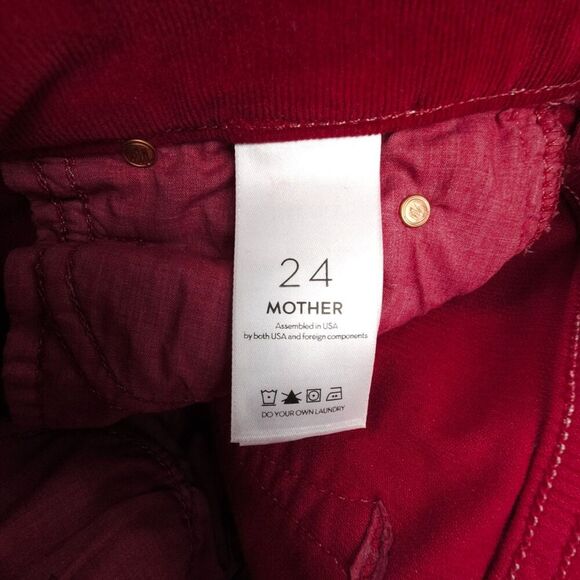 24
MOTHER
Assembled in USA
by both USA and foreign components
DO YOUR OWN LAUNDRY